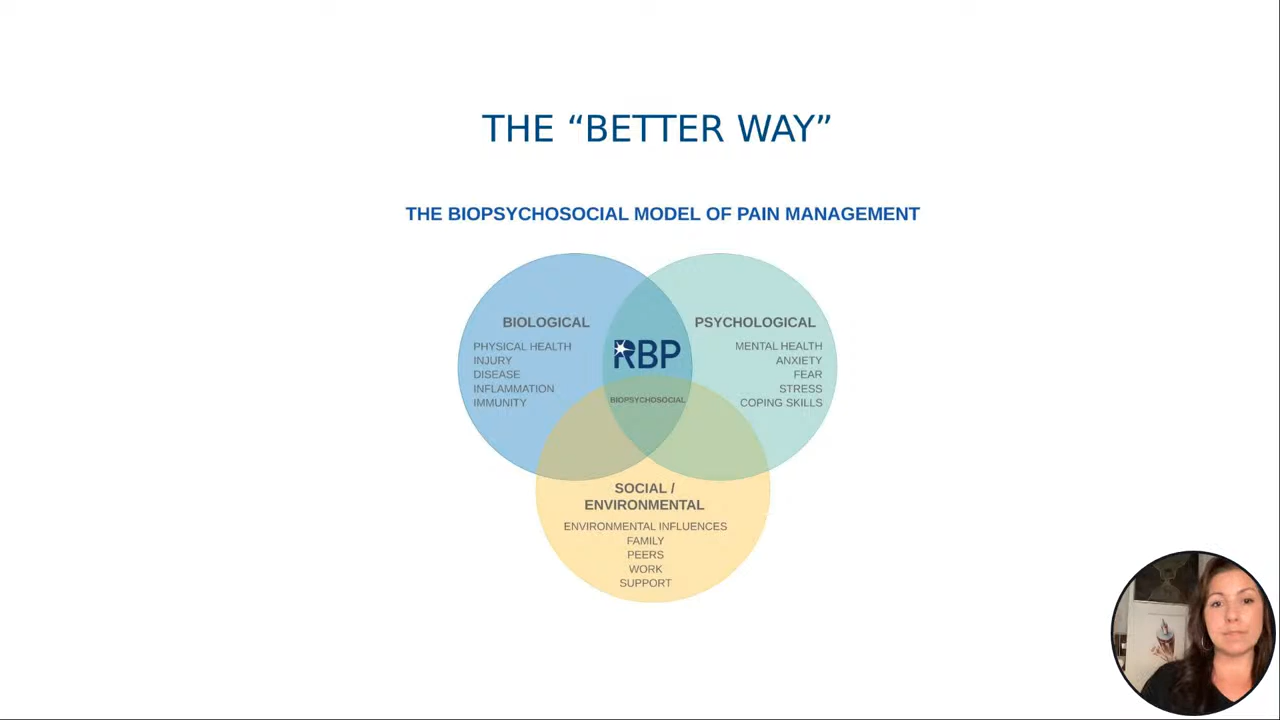 THE “BETTER WAY”
THE BIOPSYCHOSOCIAL MODEL OF PAIN MANAGEMENT
BIOLOGICAL
PHYSICAL HEALTH
INJURY
DISEASE
INFLAMMATION
IMMUNITY
RBP
BIOPSYCHOSOCIAL
PSYCHOLOGICAL
MENTAL HEALTH
ANXIETY
FEAR
STRESS
COPING SKILLS
SOCIAL /
ENVIRONMENTAL
ENVIRONMENTAL INFLUENCES
FAMILY
PEERS
WORK
SUPPORT